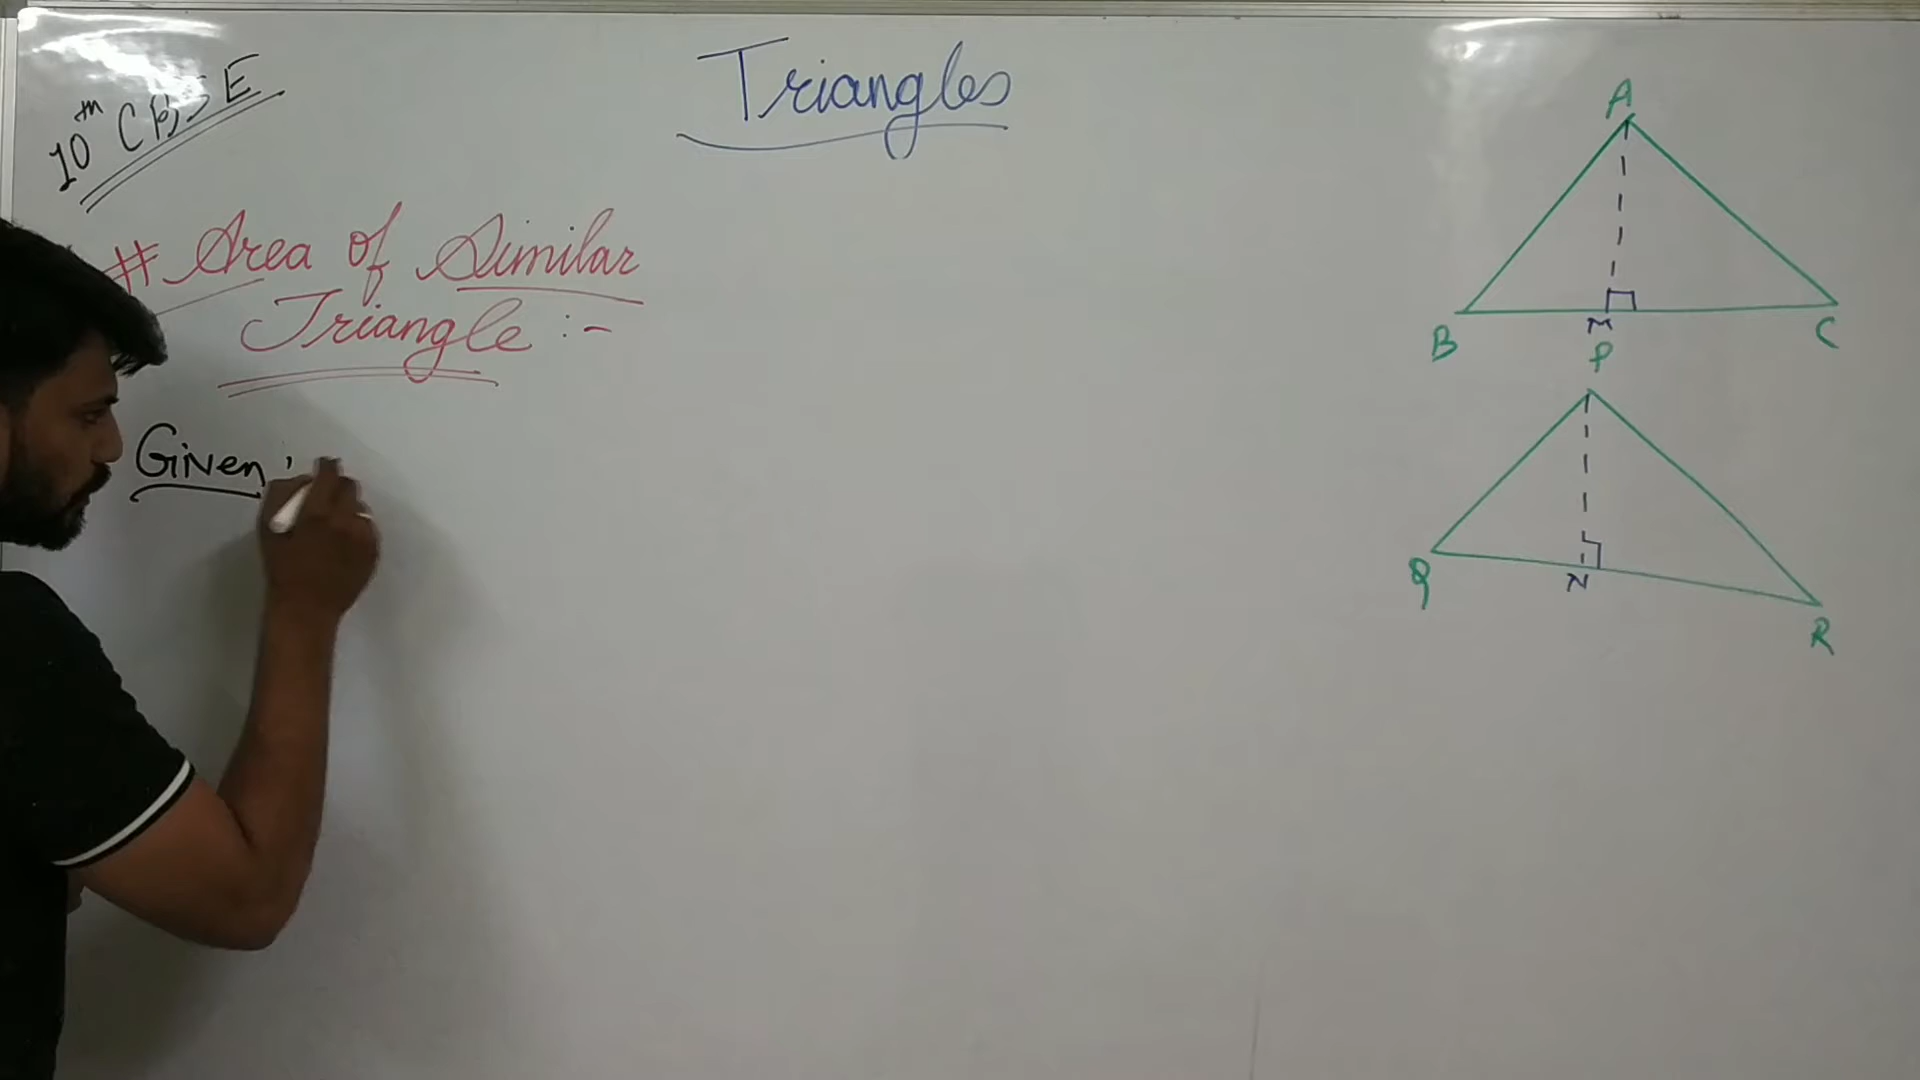 10th CBSE
Triangles
# Area of Similar
Triangle :-
Given :
A
B
M
C
P
Q
N
R